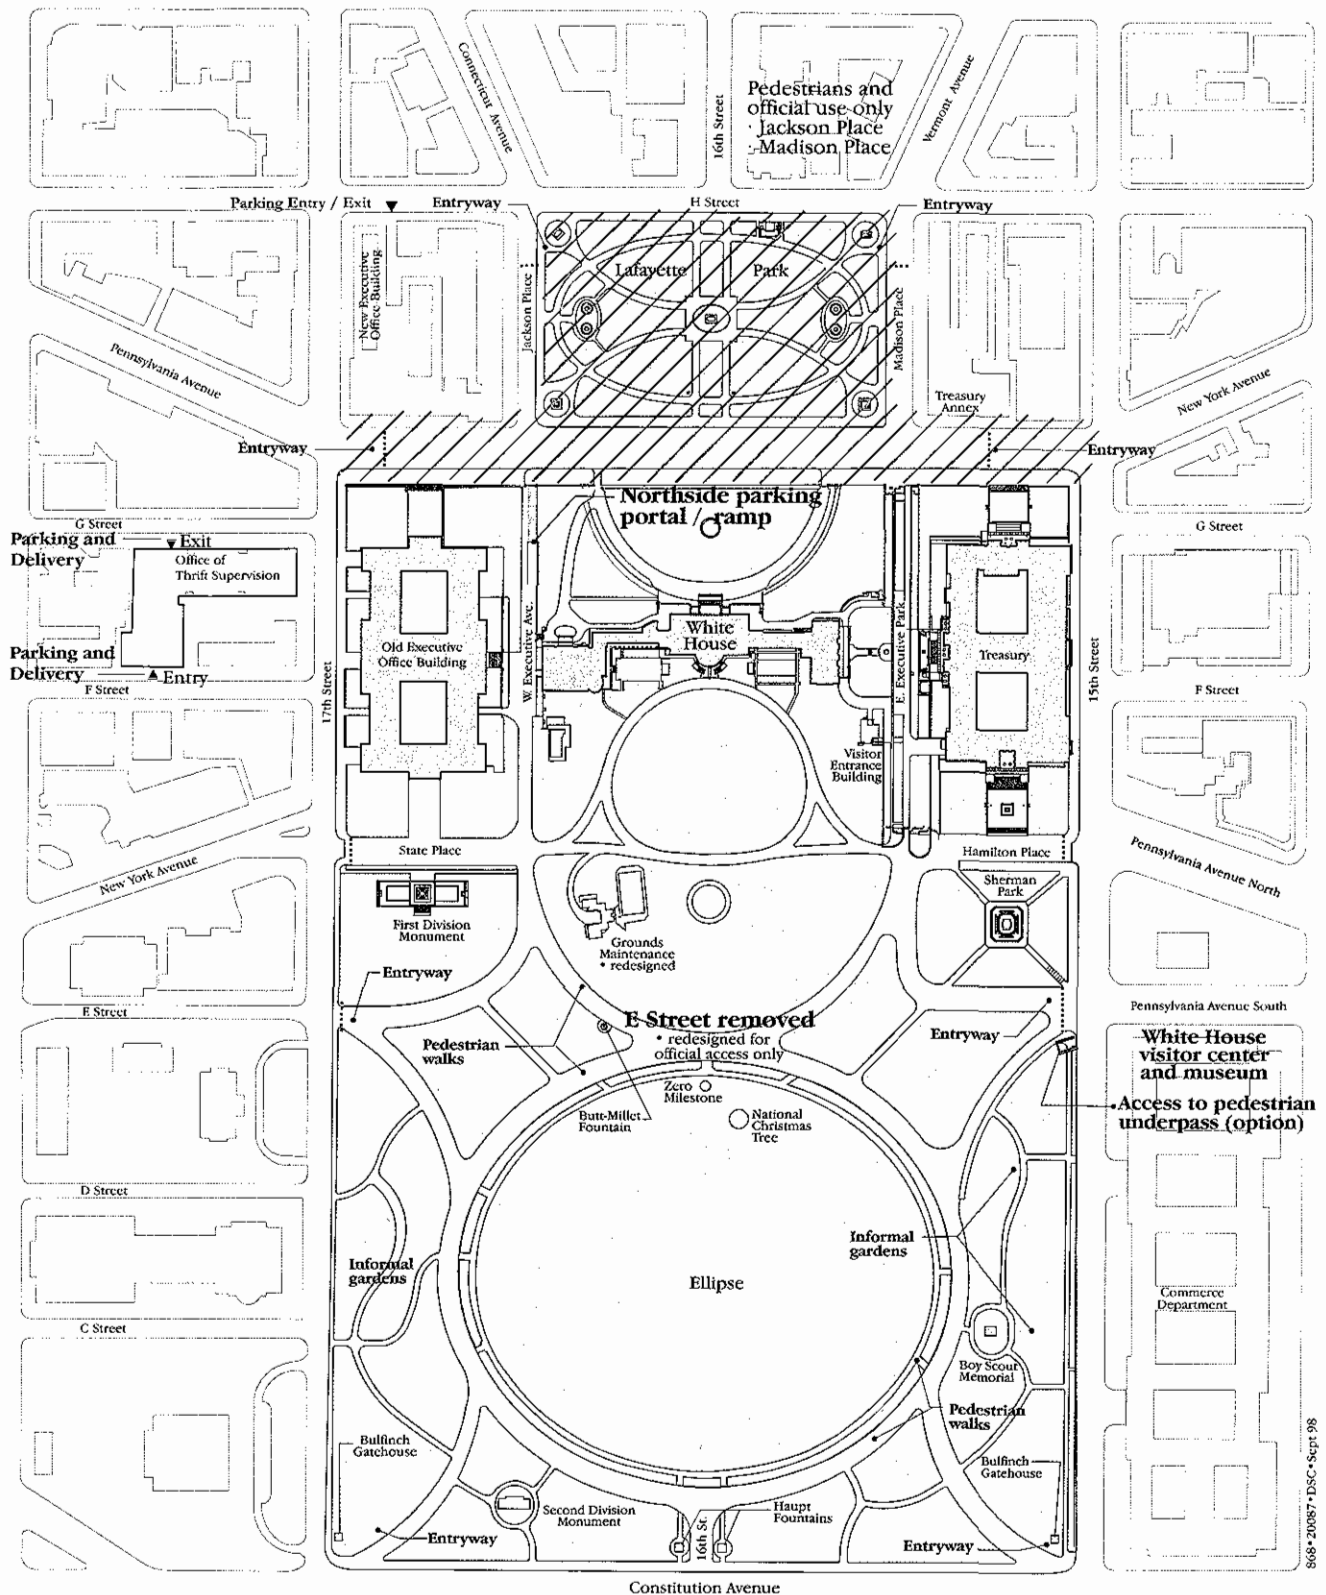 Connecticut Avenue
16th Street
Pedestrians and
official use only
· Jackson Place
· Madison Place
Vermont Avenue
Parking Entry / Exit
Entryway
H Street
Entryway
New Executive
Office Building
Jackson Place
Lafayette Park
Madison Place
Pennsylvania Avenue
Treasury
Annex
New York Avenue
Entryway
Entryway
Northside parking
portal / ramp
G Street
G Street
Parking and
Delivery
Exit
Office of
Thrift Supervision
Old Executive
Office Building
W. Executive Ave.
White
House
E. Executive Park
Treasury
15th Street
17th Street
Parking and
Delivery
Entry
F Street
F Street
Visitor
Entrance
Building
State Place
Hamilton Place
New York Avenue
Pennsylvania Avenue North
First Division
Monument
Sherman
Park
Grounds
Maintenance
• redesigned
Entryway
E Street
Pennsylvania Avenue South
E Street removed
• redesigned for
official access only
Entryway
Pedestrian
walks
White House
visitor center
and museum
Access to pedestrian
underpass (option)
Zero
Milestone
Butt-Millet
Fountain
National
Christmas
Tree
D Street
Informal
gardens
Informal
gardens
Ellipse
Commerce
Department
C Street
Boy Scout
Memorial
Pedestrian
walks
Bulfinch
Gatehouse
Bulfinch
Gatehouse
Second Division
Monument
16th St.
Haupt
Fountains
Entryway
Entryway
Constitution Avenue
868•20087•DSC•Sept 98